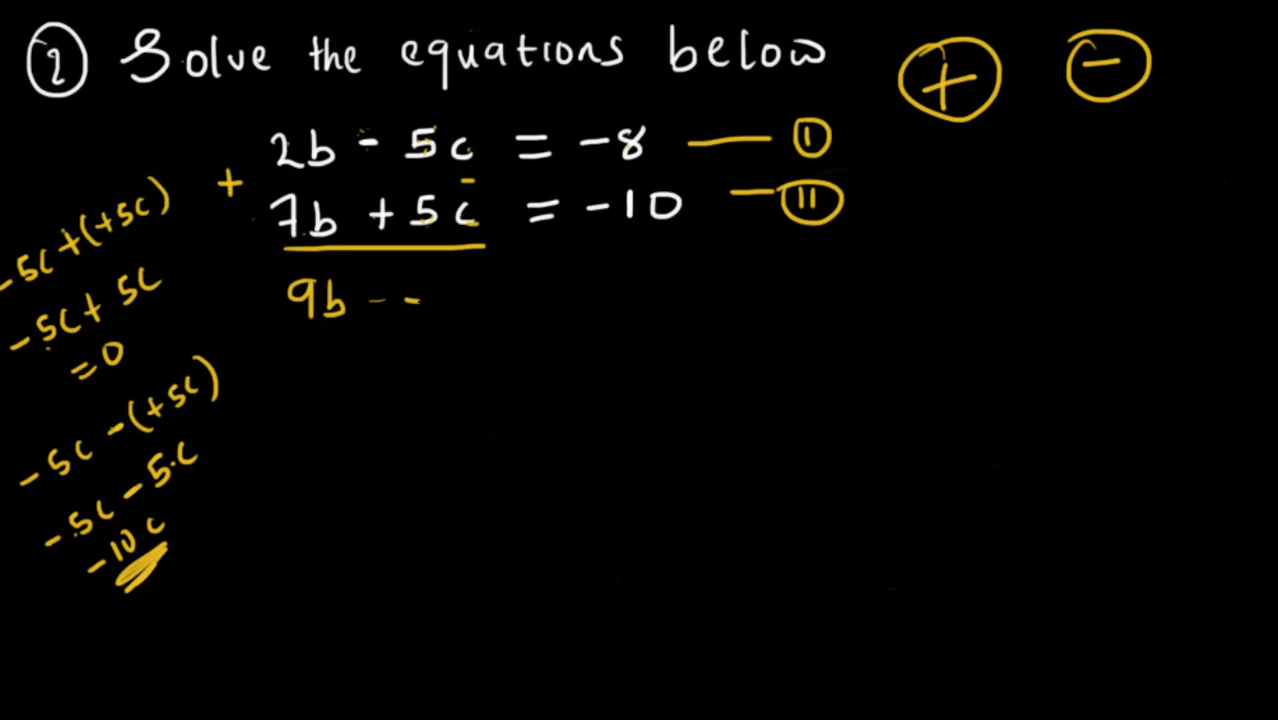 2 Solve the equations below + -
2b - 5c = -8 — I
+ 7b + 5c = -10 — II
9b - -
-5c + (+5c)
-5c + 5c
= 0
-5c - (+5c)
-5c - 5c
-10c